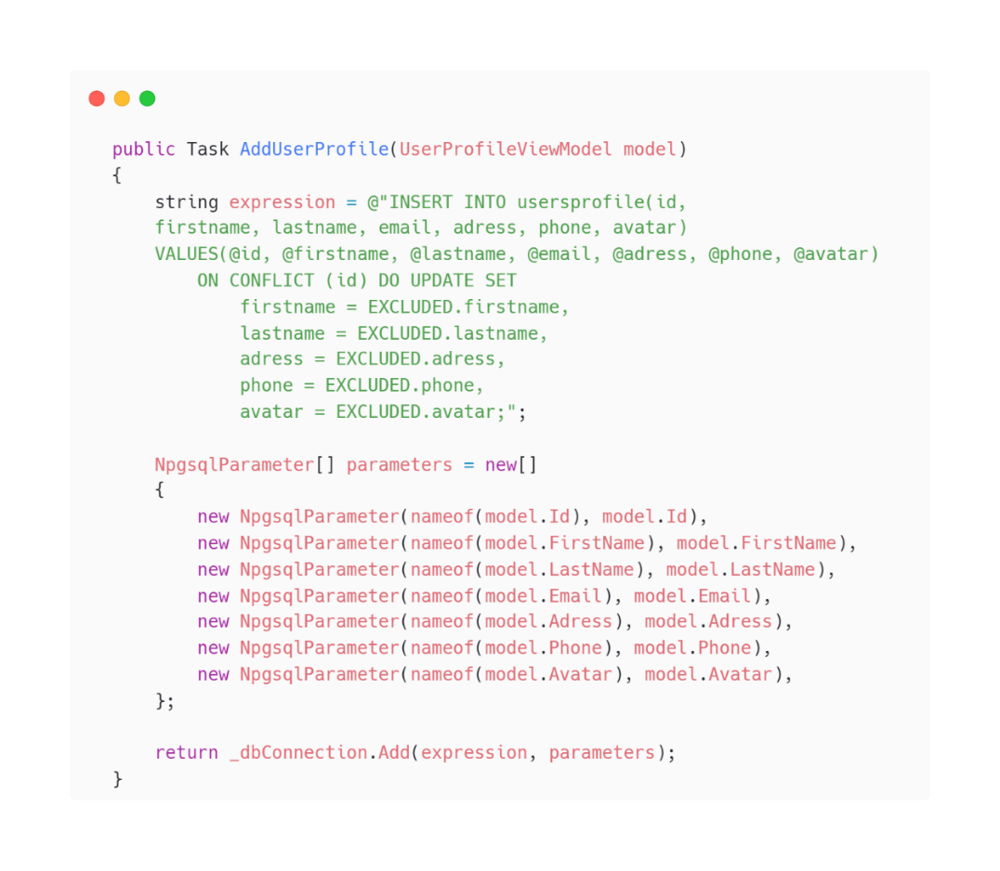 public Task AddUserProfile(UserProfileViewModel model)
{
    string expression = @"INSERT INTO usersprofile(id,
    firstname, lastname, email, adress, phone, avatar)
    VALUES(@id, @firstname, @lastname, @email, @adress, @phone, @avatar)
        ON CONFLICT (id) DO UPDATE SET
            firstname = EXCLUDED.firstname,
            lastname = EXCLUDED.lastname,
            adress = EXCLUDED.adress,
            phone = EXCLUDED.phone,
            avatar = EXCLUDED.avatar;";

    NpgsqlParameter[] parameters = new[]
    {
        new NpgsqlParameter(nameof(model.Id), model.Id),
        new NpgsqlParameter(nameof(model.FirstName), model.FirstName),
        new NpgsqlParameter(nameof(model.LastName), model.LastName),
        new NpgsqlParameter(nameof(model.Email), model.Email),
        new NpgsqlParameter(nameof(model.Adress), model.Adress),
        new NpgsqlParameter(nameof(model.Phone), model.Phone),
        new NpgsqlParameter(nameof(model.Avatar), model.Avatar),
    };

    return _dbConnection.Add(expression, parameters);
}